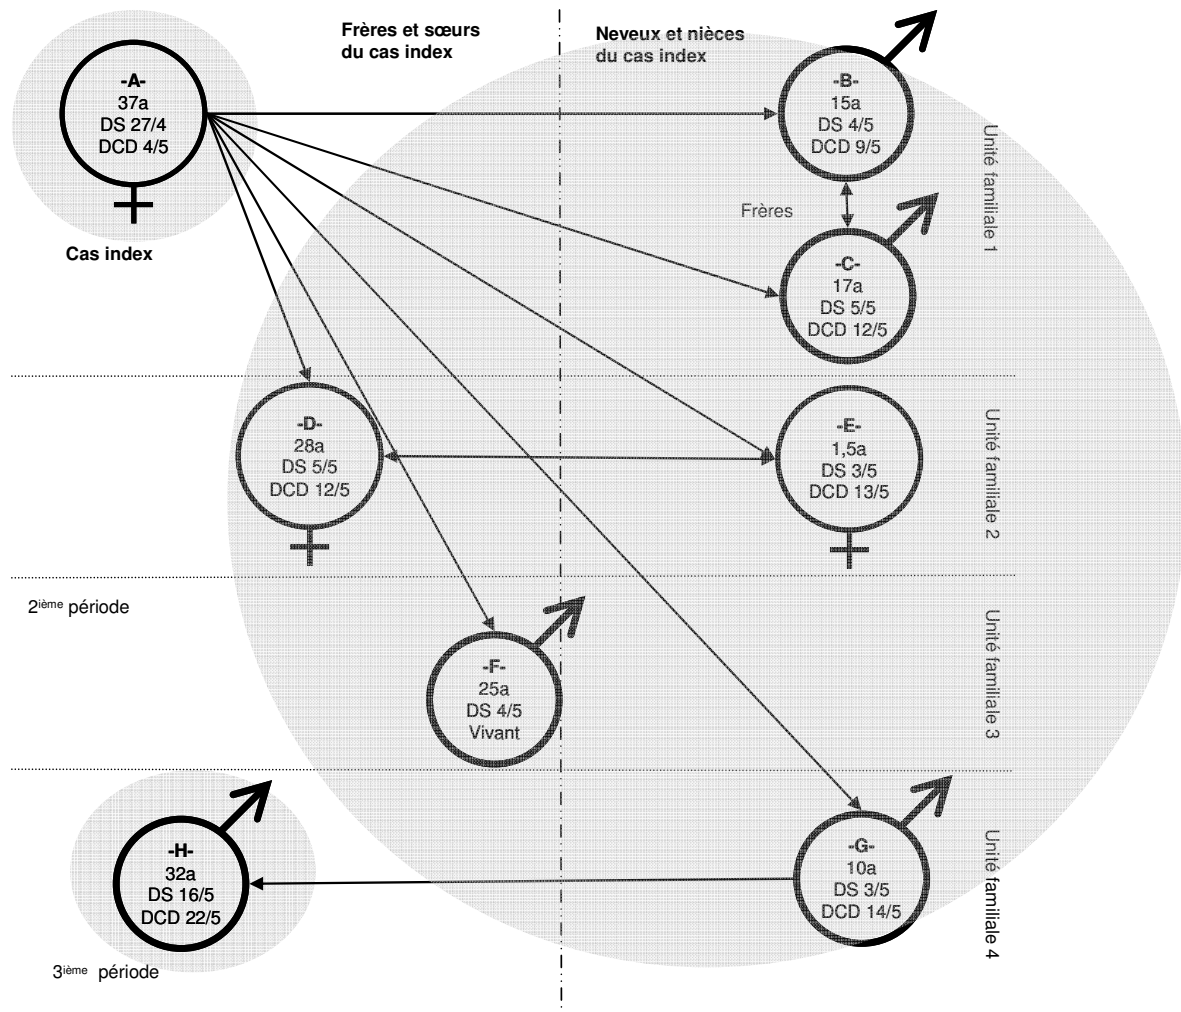 Frères et sœurs
du cas index
Neveux et nièces
du cas index
-A-
37a
DS 27/4
DCD 4/5
Cas index
-B-
15a
DS 4/5
DCD 9/5
Frères
-C-
17a
DS 5/5
DCD 12/5
Unité familiale 1
-D-
28a
DS 5/5
DCD 12/5
-E-
1,5a
DS 3/5
DCD 13/5
Unité familiale 2
2ième période
-F-
25a
DS 4/5
Vivant
Unité familiale 3
-H-
32a
DS 16/5
DCD 22/5
-G-
10a
DS 3/5
DCD 14/5
Unité familiale 4
3ième période